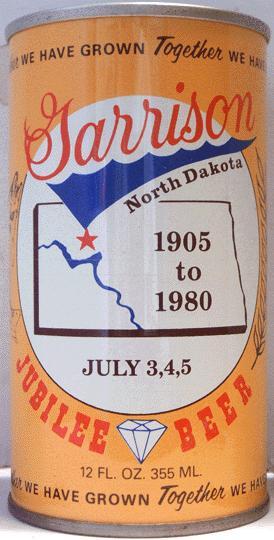 WE HAVE GROWN Together WE HAVE
Garrison
North Dakota
1905
to
1980
JULY 3,4,5
JUBILEE BEER
12 FL. OZ. 355 ML.
WE HAVE GROWN Together WE HA